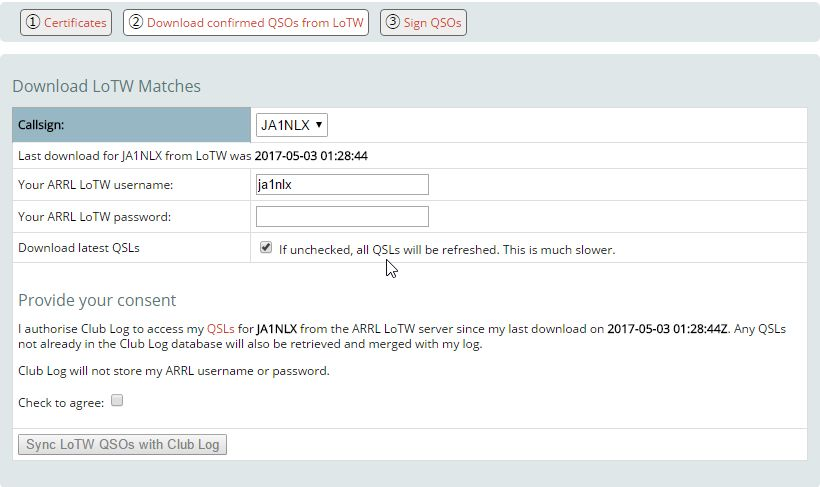 ① Certificates ② Download confirmed QSOs from LoTW ③ Sign QSOs
Download LoTW Matches
Callsign: JA1NLX
Last download for JA1NLX from LoTW was 2017-05-03 01:28:44
Your ARRL LoTW username: ja1nlx
Your ARRL LoTW password:
Download latest QSLs If unchecked, all QSLs will be refreshed. This is much slower.
Provide your consent
I authorise Club Log to access my QSLs for JA1NLX from the ARRL LoTW server since my last download on 2017-05-03 01:28:44Z. Any QSLs
not already in the Club Log database will also be retrieved and merged with my log.
Club Log will not store my ARRL username or password.
Check to agree:
Sync LoTW QSOs with Club Log